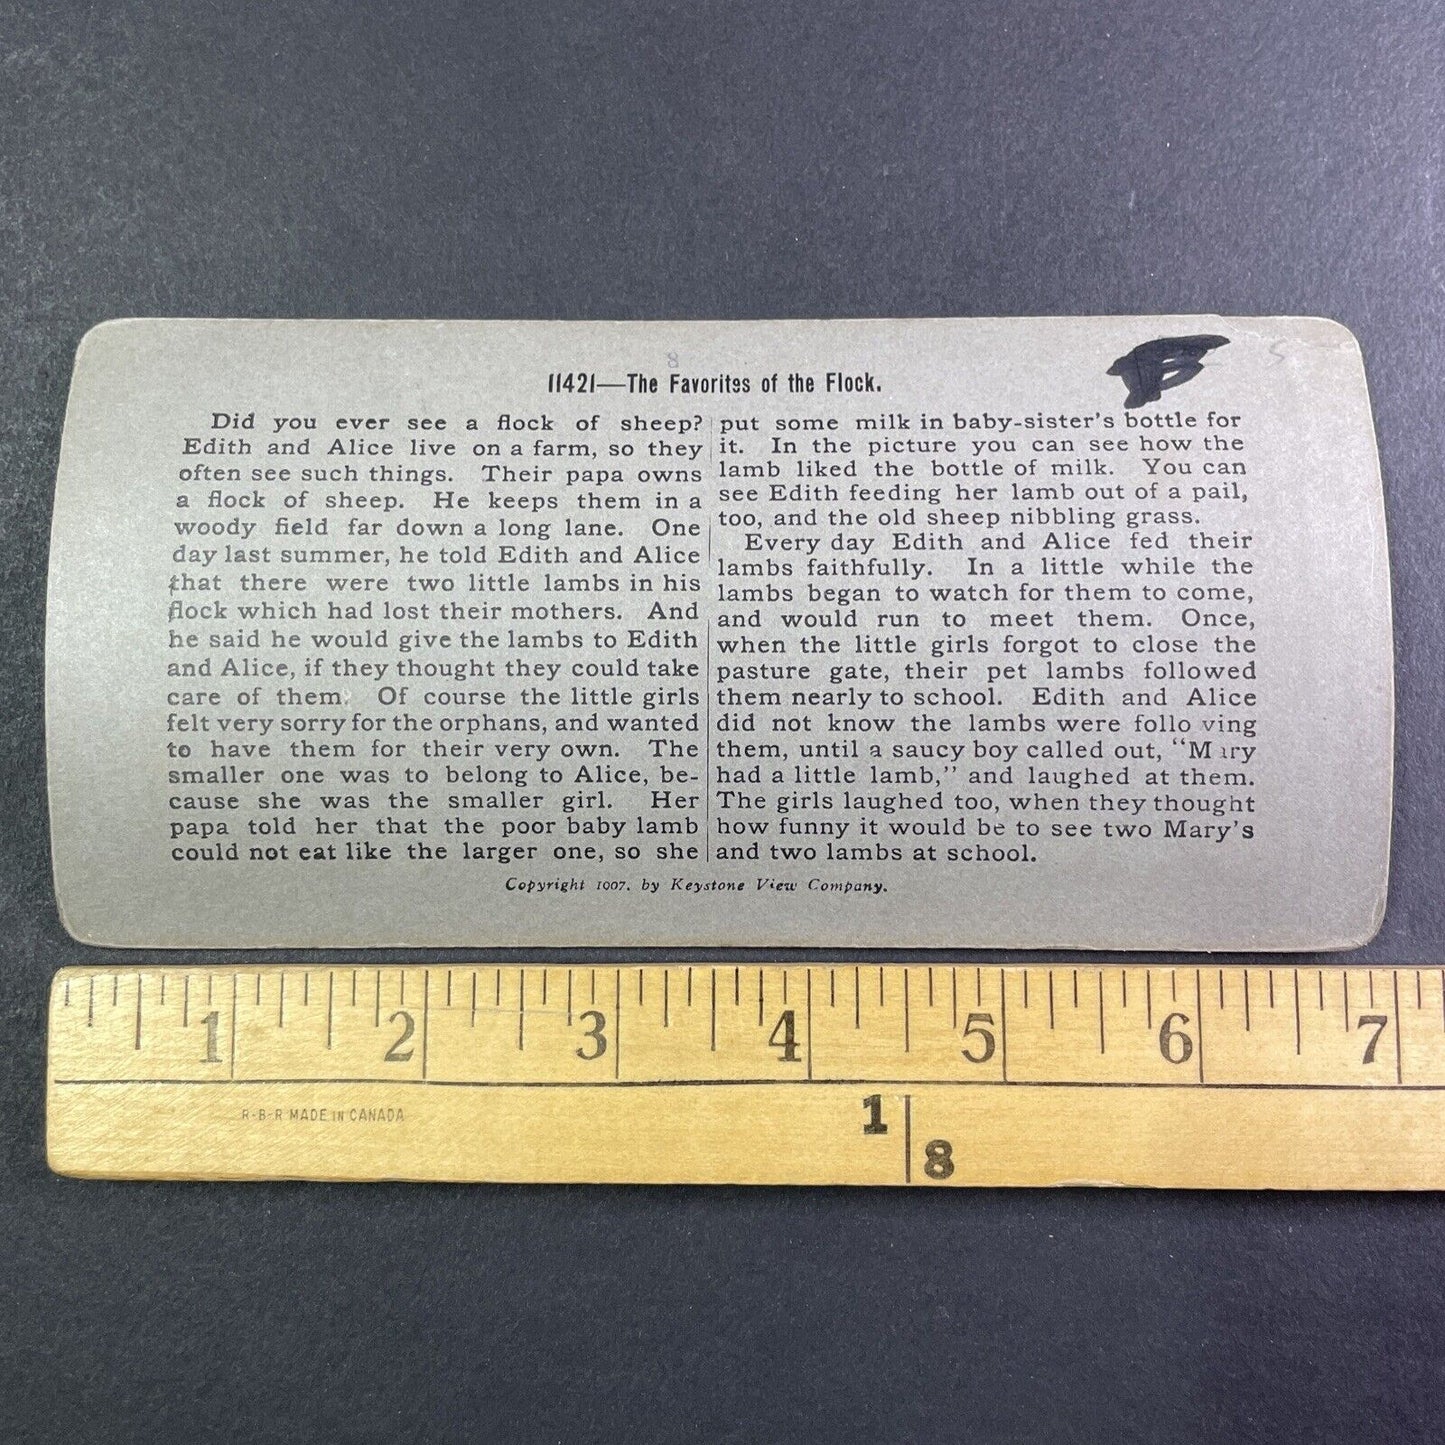 8
S
11421—The Favorites of the Flock.
Did you ever see a flock of sheep?
Edith and Alice live on a farm, so they
often see such things. Their papa owns
a flock of sheep. He keeps them in a
woody field far down a long lane. One
day last summer, he told Edith and Alice
that there were two little lambs in his
flock which had lost their mothers. And
he said he would give the lambs to Edith
and Alice, if they thought they could take
care of them. Of course the little girls
felt very sorry for the orphans, and wanted
to have them for their very own. The
smaller one was to belong to Alice, be-
cause she was the smaller girl. Her
papa told her that the poor baby lamb
could not eat like the larger one, so she
put some milk in baby-sister's bottle for
it. In the picture you can see how the
lamb liked the bottle of milk. You can
see Edith feeding her lamb out of a pail,
too, and the old sheep nibbling grass.
Every day Edith and Alice fed their
lambs faithfully. In a little while the
lambs began to watch for them to come,
and would run to meet them. Once,
when the little girls forgot to close the
pasture gate, their pet lambs followed
them nearly to school. Edith and Alice
did not know the lambs were following
them, until a saucy boy called out, "Mary
had a little lamb," and laughed at them.
The girls laughed too, when they thought
how funny it would be to see two Mary's
and two lambs at school.
Copyright 1907, by Keystone View Company.
1 2 3 4 5 6 7
R-B-R MADE IN CANADA
1
8